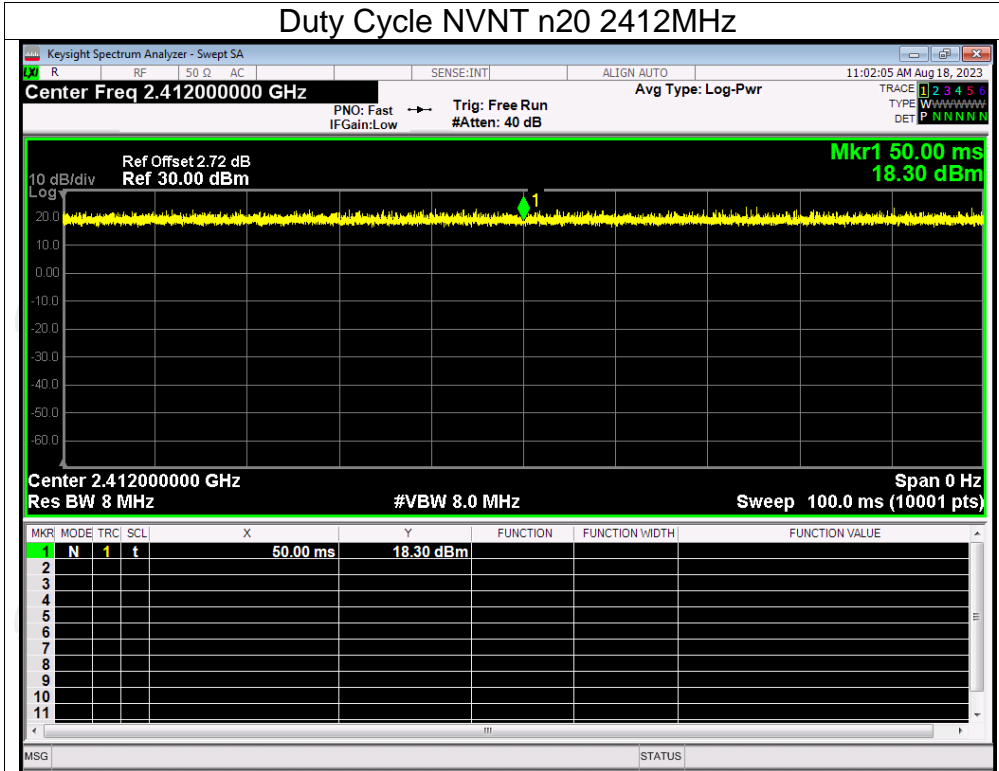 Duty Cycle NVNT n20 2412MHz
Keysight Spectrum Analyzer - Swept SA
LXI R RF 50 Ω AC SENSE:INT ALIGN AUTO 11:02:05 AM Aug 18, 2023
Center Freq 2.412000000 GHz Avg Type: Log-Pwr TRACE 1 2 3 4 5 6
PNO: Fast Trig: Free Run TYPE WWWWWW
IFGain:Low #Atten: 40 dB DET P N N N N N
Mkr1 50.00 ms
Ref Offset 2.72 dB
10 dB/div Ref 30.00 dBm 18.30 dBm
Log
1
20.0
10.0
0.00
-10.0
-20.0
-30.0
-40.0
-50.0
-60.0
Center 2.412000000 GHz Span 0 Hz
Res BW 8 MHz #VBW 8.0 MHz Sweep 100.0 ms (10001 pts)
MKR MODE TRC SCL X Y FUNCTION FUNCTION WIDTH FUNCTION VALUE
1 N 1 t 50.00 ms 18.30 dBm
2
3
4
5
6
7
8
9
10
11
MSG STATUS